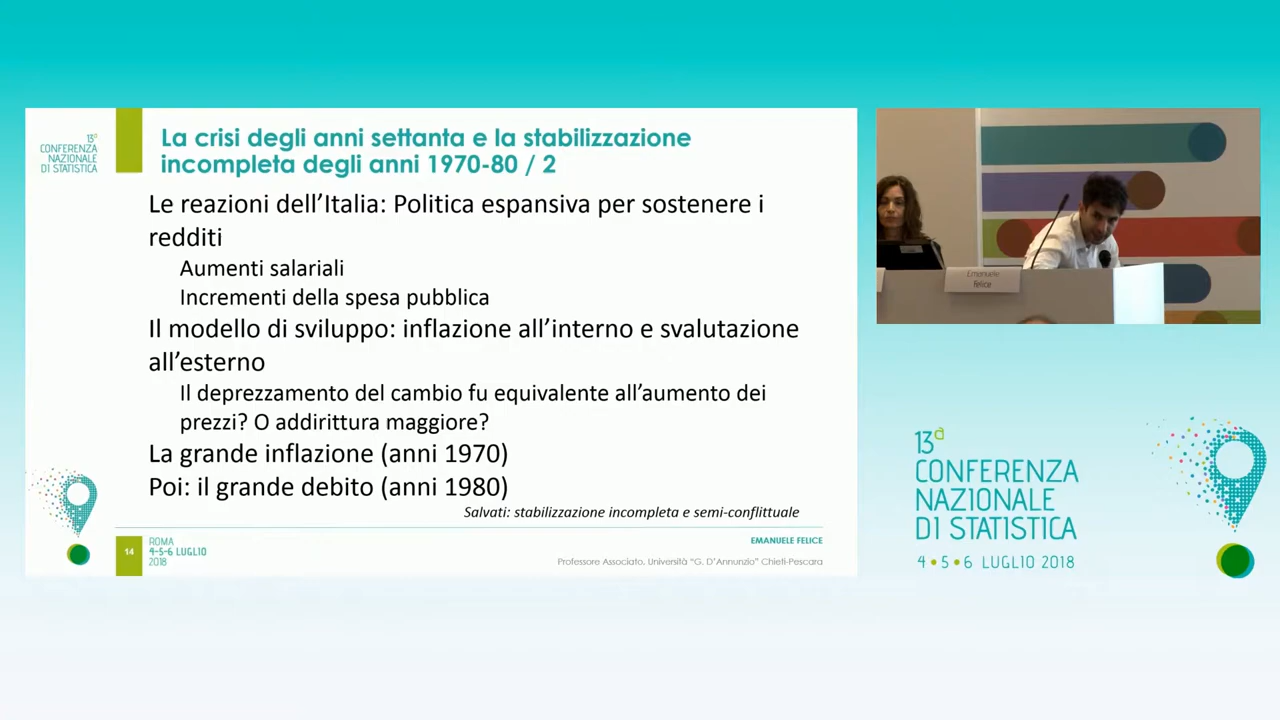 13ª
CONFERENZA
NAZIONALE
DI STATISTICA
La crisi degli anni settanta e la stabilizzazione
incompleta degli anni 1970-80 / 2
Le reazioni dell'Italia: Politica espansiva per sostenere i
redditi
Aumenti salariali
Incrementi della spesa pubblica
Il modello di sviluppo: inflazione all'interno e svalutazione
all'esterno
Il deprezzamento del cambio fu equivalente all'aumento dei
prezzi? O addirittura maggiore?
La grande inflazione (anni 1970)
Poi: il grande debito (anni 1980)
Salvati: stabilizzazione incompleta e semi-conflittuale
14
ROMA
4-5-6 LUGLIO
2018
EMANUELE FELICE
Professore Associato, Università "G. D'Annunzio" Chieti-Pescara
Emanuele
Felice
13ª
CONFERENZA
NAZIONALE
DI STATISTICA
4 • 5 • 6 LUGLIO 2018